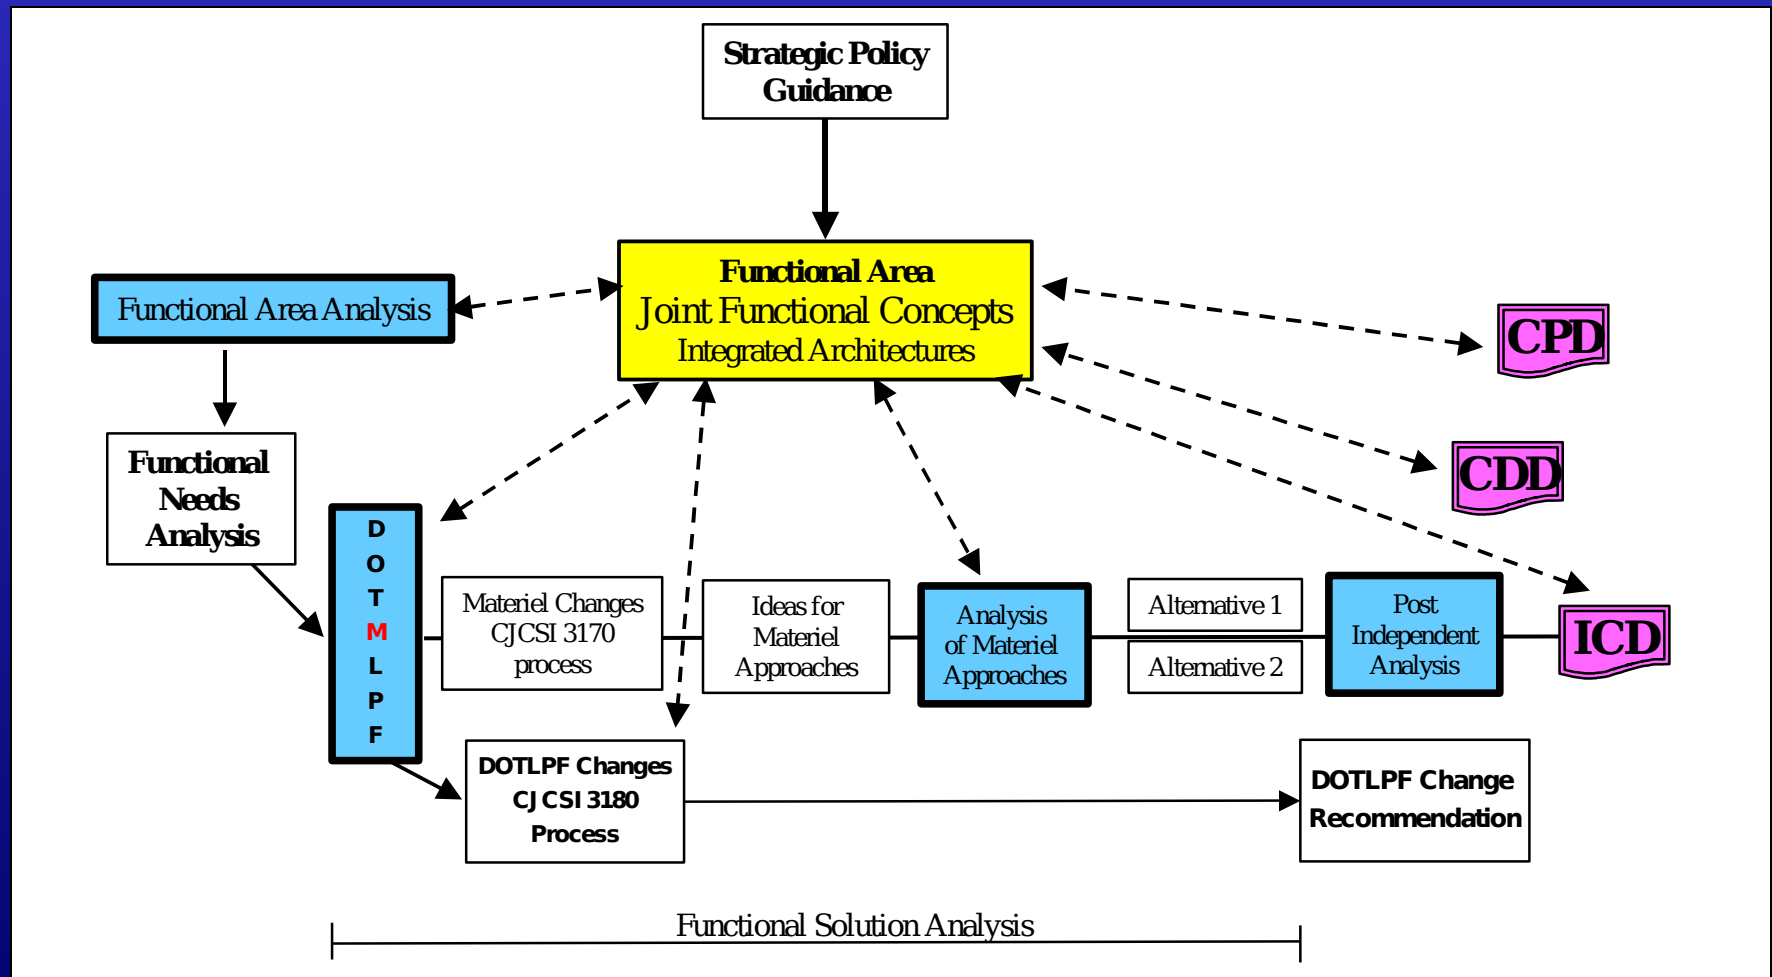 Strategic Policy
Guidance
Functional Area
Joint Functional Concepts
Integrated Architectures
Functional Area Analysis
CPD
Functional
Needs
Analysis
CDD
D
O
T
M
L
P
F
Materiel Changes
CJCSI 3170
process
Ideas for
Materiel
Approaches
Analysis
of Materiel
Approaches
Alternative 1
Alternative 2
Post
Independent
Analysis
ICD
DOTLPF Changes
CJCSI 3180
Process
DOTLPF Change
Recommendation
Functional Solution Analysis